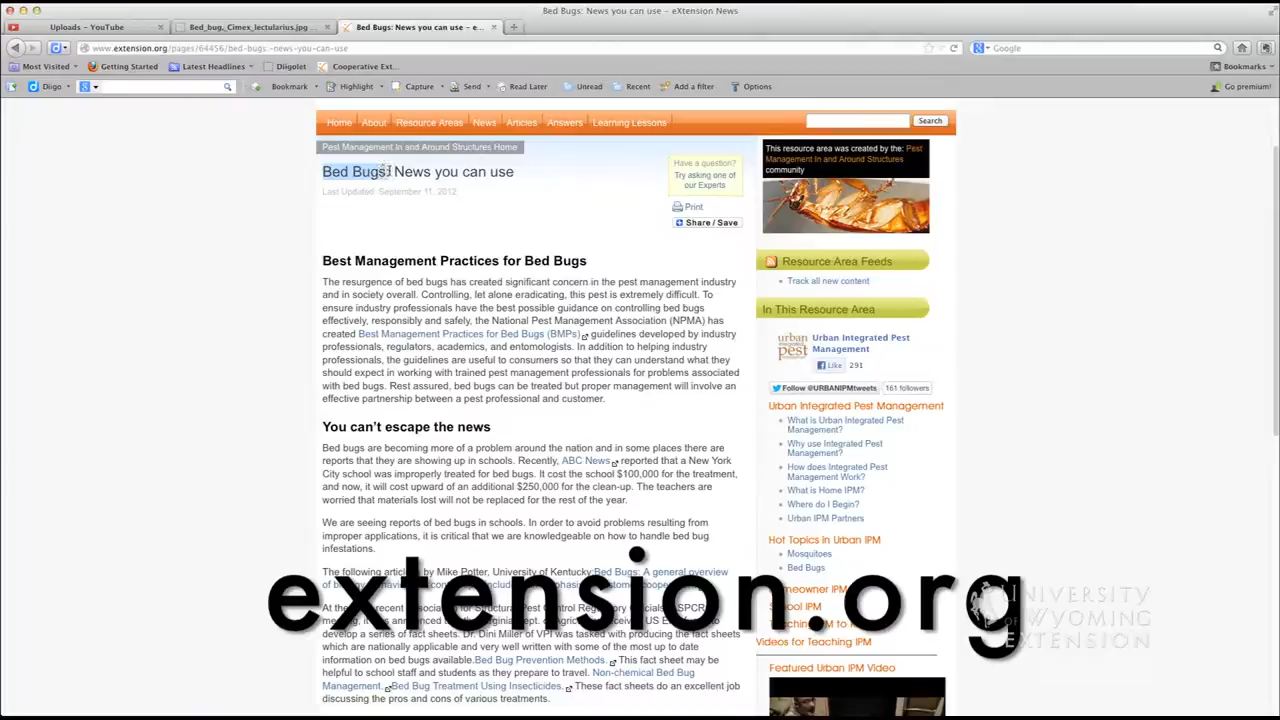 Bed Bugs: News you can use – eXtension News
Uploads – YouTube
Bed_bug,_Cimex_lectularius.jpg ...
Bed Bugs: News you can use – e...
www.extension.org/pages/64456/bed-bugs:-news-you-can-use
Google
Most Visited
Getting Started
Latest Headlines
Diigolet
Cooperative Ext...
Bookmarks
Diigo
Bookmark
Highlight
Capture
Send
Read Later
Unread
Recent
Add a filter
Options
Go premium!
Home
About
Resource Areas
News
Articles
Answers
Learning Lessons
Search
Pest Management In and Around Structures Home
Bed Bugs: News you can use
Last Updated: September 11, 2012
Have a question?
Try asking one of
our Experts
Print
Share / Save
Best Management Practices for Bed Bugs
The resurgence of bed bugs has created significant concern in the pest management industry
and in society overall. Controlling, let alone eradicating, this pest is extremely difficult. To
ensure industry professionals have the best possible guidance on controlling bed bugs
effectively, responsibly and safely, the National Pest Management Association (NPMA) has
created Best Management Practices for Bed Bugs (BMPs), guidelines developed by industry
professionals, regulators, academics, and entomologists. In addition to helping industry
professionals, the guidelines are useful to consumers so that they can understand what they
should expect in working with trained pest management professionals for problems associated
with bed bugs. Rest assured, bed bugs can be treated but proper management will involve an
effective partnership between a pest professional and customer.
You can't escape the news
Bed bugs are becoming more of a problem around the nation and in some places there are
reports that they are showing up in schools. Recently, ABC News reported that a New York
City school was improperly treated for bed bugs. It cost the school $100,000 for the treatment,
and now, it will cost upward of an additional $250,000 for the clean-up. The teachers are
worried that materials lost will not be replaced for the rest of the year.
We are seeing reports of bed bugs in schools. In order to avoid problems resulting from
improper applications, it is critical that we are knowledgeable on how to handle bed bug
infestations.
The following articles by Mike Potter, University of Kentucky:Bed Bugs: A general overview
develop a series of fact sheets. Dr. Dini Miller of VPI was tasked with producing the fact sheets
which are nationally applicable and very well written with some of the most up to date
information on bed bugs available.Bed Bug Prevention Methods. This fact sheet may be
helpful to school staff and students as they prepare to travel. Non-chemical Bed Bug
Management. Bed Bug Treatment Using Insecticides. These fact sheets do an excellent job
discussing the pros and cons of various treatments.
This resource area was created by the: Pest
Management In and Around Structures
community
Resource Area Feeds
Track all new content
In This Resource Area
urban
integrated
pest
Urban Integrated Pest
Management
Like 291
Follow @URBANIPMtweets
161 followers
Urban Integrated Pest Management
What is Urban Integrated Pest
Management?
Why use Integrated Pest
Management?
How does Integrated Pest
Management Work?
What is Home IPM?
Where do I Begin?
Urban IPM Partners
Hot Topics in Urban IPM
Mosquitoes
Bed Bugs
Homeowner IPM
School IPM
Videos for Teaching IPM
Featured Urban IPM Video
extension.org
UNIVERSITY
OF WYOMING
EXTENSION